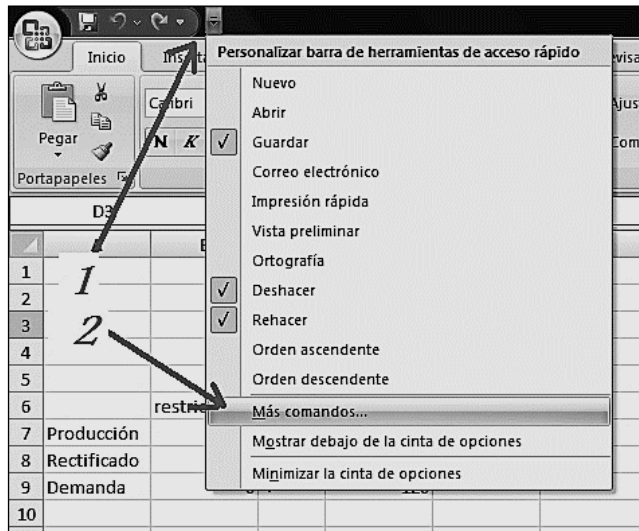 Inicio
Personalizar barra de herramientas de acceso rápido
Pegar
Portapapeles
N K
Nuevo
Abrir
Guardar
Correo electrónico
Impresión rápida
Vista preliminar
Ortografía
Deshacer
Rehacer
Orden ascendente
Orden descendente
Más comandos...
Mostrar debajo de la cinta de opciones
Minimizar la cinta de opciones
D3
1
2
1
2
3
4
5
6
7 Producción
8 Rectificado
9 Demanda
10